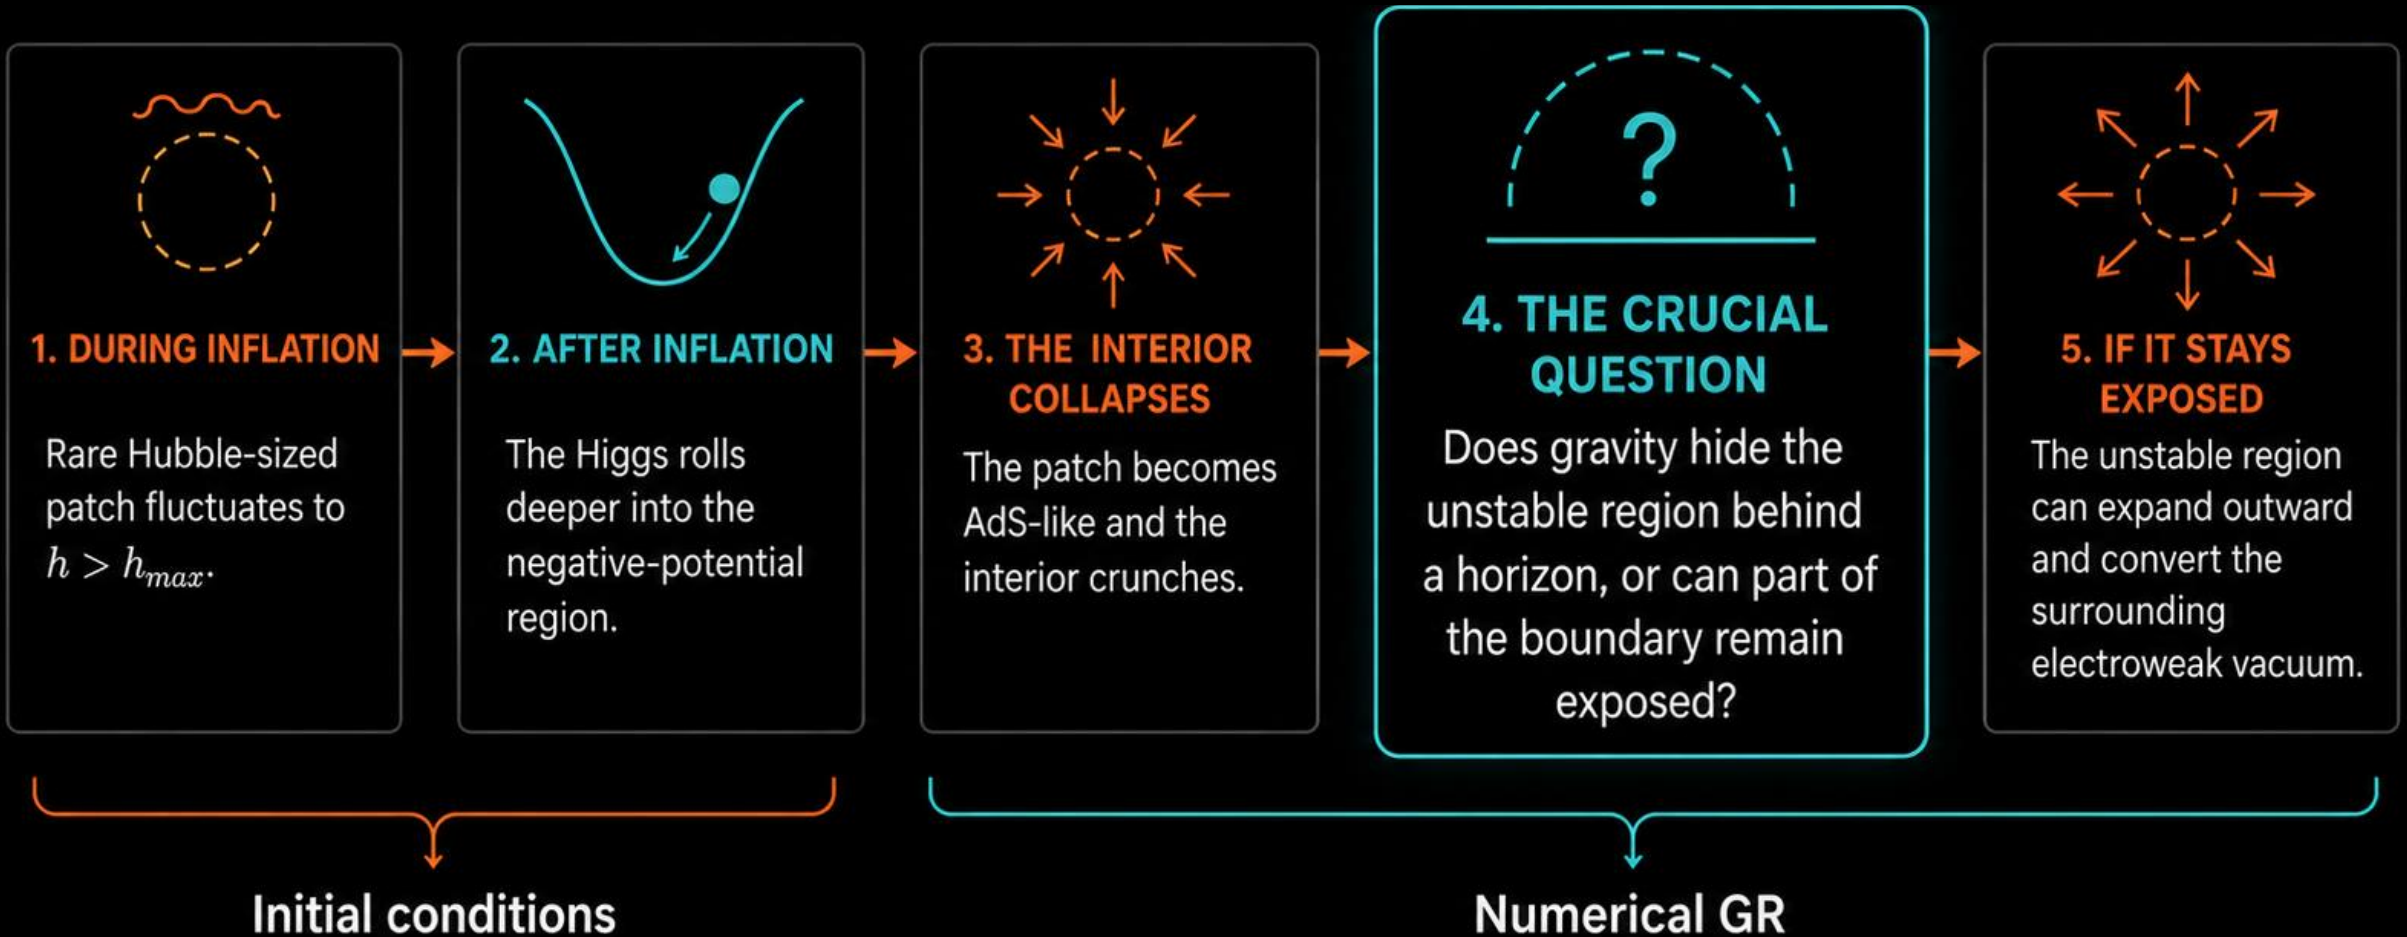 ?
1. DURING INFLATION
Rare Hubble-sized
patch fluctuates to
h > h_max.
2. AFTER INFLATION
The Higgs rolls
deeper into the
negative-potential
region.
3. THE INTERIOR
COLLAPSES
The patch becomes
AdS-like and the
interior crunches.
4. THE CRUCIAL
QUESTION
Does gravity hide the
unstable region behind
a horizon, or can part of
the boundary remain
exposed?
5. IF IT STAYS
EXPOSED
The unstable region
can expand outward
and convert the
surrounding
electroweak vacuum.
Initial conditions
Numerical GR